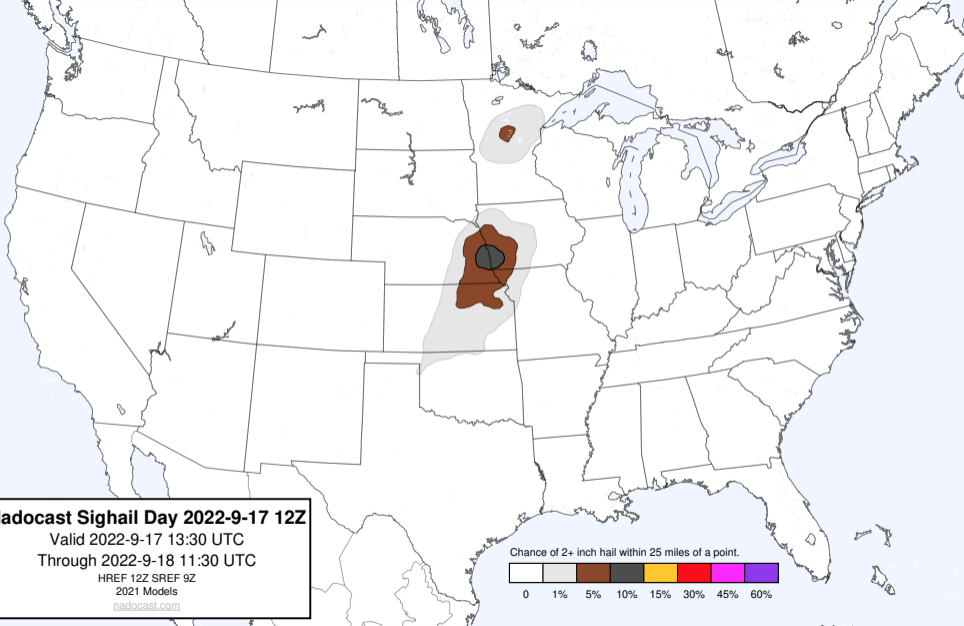 adocast Sighail Day 2022-9-17 12Z
Valid 2022-9-17 13:30 UTC
Through 2022-9-18 11:30 UTC
HREF 12Z SREF 9Z
2021 Models
nadocast.com
Chance of 2+ inch hail within 25 miles of a point.
0 1% 5% 10% 15% 30% 45% 60%